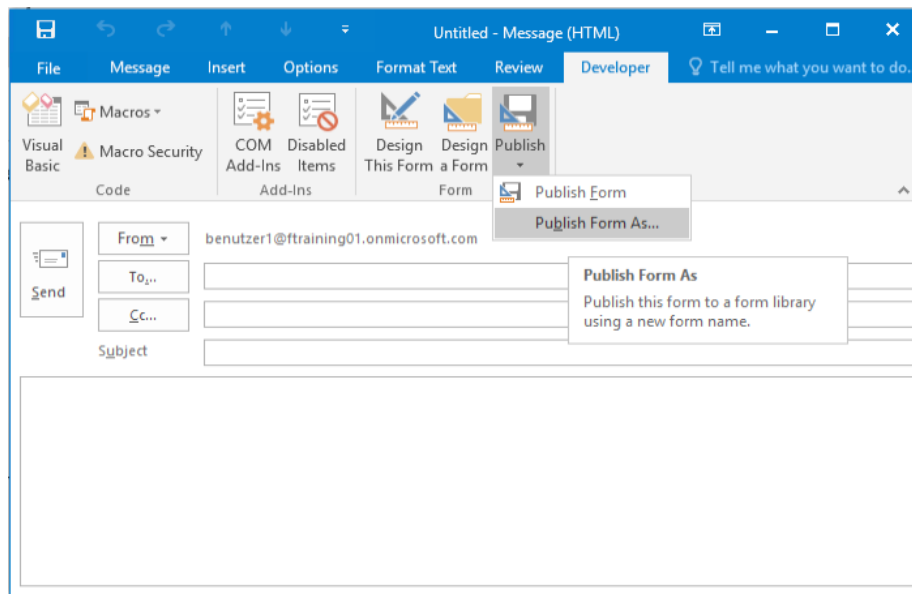 Untitled - Message (HTML)
File Message Insert Options Format Text Review Developer Tell me what you want to do.
Visual Basic
Macros
Macro Security
COM Add-Ins
Disabled Items
Design This Form
Design a Form
Publish
Code Add-Ins Form
Publish Form
Publish Form As...
Publish Form As
Publish this form to a form library
using a new form name.
Send
From benutzer1@ftraining01.onmicrosoft.com
To...
Cc...
Subject